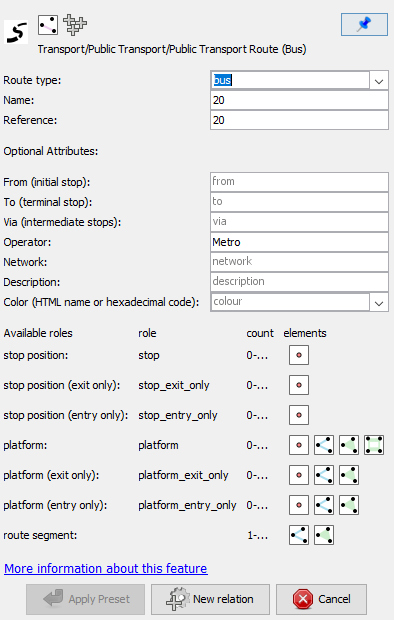 Transport/Public Transport/Public Transport Route (Bus)
Route type: bus
Name: 20
Reference: 20
Optional Attributes:
From (initial stop): from
To (terminal stop): to
Via (intermediate stops): via
Operator: Metro
Network: network
Description: description
Color (HTML name or hexadecimal code): colour
Available roles role count elements
stop position: stop 0-...
stop position (exit only): stop_exit_only 0-...
stop position (entry only): stop_entry_only 0-...
platform: platform 0-...
platform (exit only): platform_exit_only 0-...
platform (entry only): platform_entry_only 0-...
route segment: 1-...
More information about this feature
Apply Preset New relation Cancel